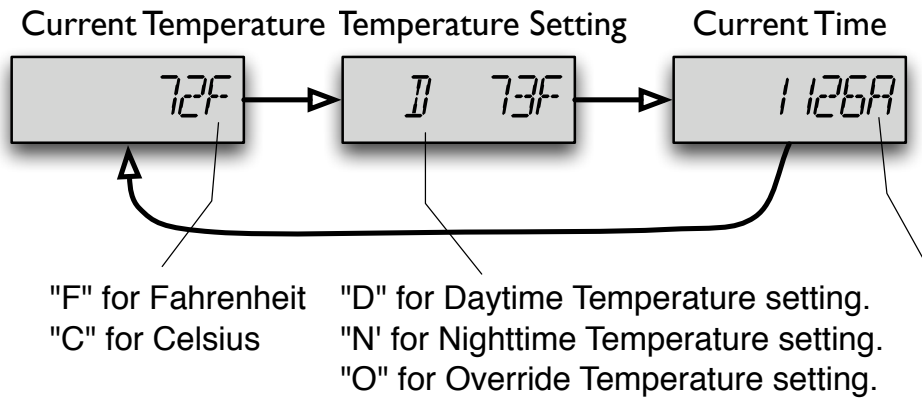 Current Temperature Temperature Setting Current Time
72F D 73F 1126A
"F" for Fahrenheit "D" for Daytime Temperature setting.
"C" for Celsius "N' for Nighttime Temperature setting.
"O" for Override Temperature setting.